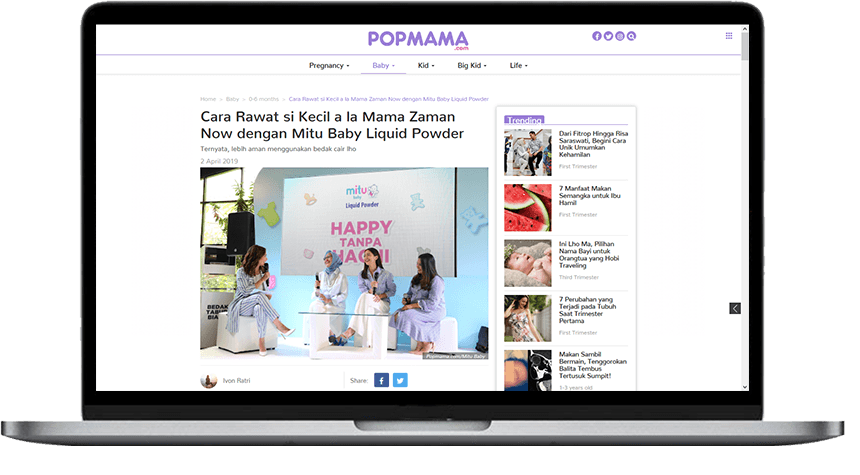 POPMAMA
.com
Pregnancy
Baby
Kid
Big Kid
Life
Home
Baby
0-6 months
Cara Rawat si Kecil a la Mama Zaman Now dengan Mitu Baby Liquid Powder
Cara Rawat si Kecil a la Mama Zaman
Now dengan Mitu Baby Liquid Powder
Ternyata, lebih aman menggunakan bedak cair lho
2 April 2019
mitu
baby
Liquid Powder
HAPPY
TANPA
HACHI
BEDAK
TABUR
BIA
Popmama.com/Mitu Baby
Ivon Ratri
Share:
Trending
Dari Fitrop Hingga Risa
Saraswati, Begini Cara
Unik Umumkan
Kehamilan
First Trimester
7 Manfaat Makan
Semangka untuk Ibu
Hamil
First Trimester
Ini Lho Ma, Pilihan
Nama Bayi untuk
Orangtua yang Hobi
Traveling
Third Trimester
7 Perubahan yang
Terjadi pada Tubuh
Saat Trimester
Pertama
First Trimester
Makan Sambil
Bermain, Tenggorokan
Balita Tembus
Tertusuk Sumpit!
1-3 years old